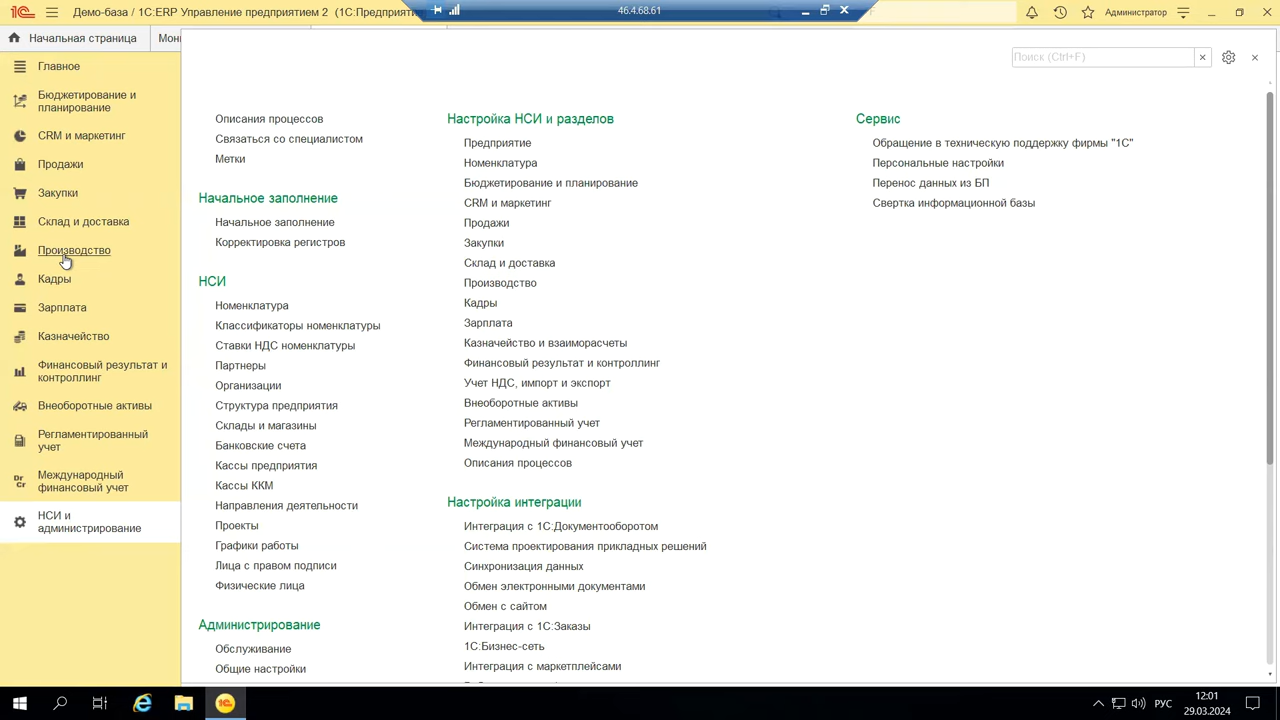 Демо-база / 1С:ERP Управление предприятием 2 (1С:Предприяти
46.4.68.61
Администратор
Начальная страница
Мони
Поиск (Ctrl+F)
Главное
Бюджетирование и
планирование
CRM и маркетинг
Продажи
Закупки
Склад и доставка
Производство
Кадры
Зарплата
Казначейство
Финансовый результат и
контроллинг
Внеоборотные активы
Регламентированный
учет
Международный
финансовый учет
НСИ и
администрирование
Описания процессов
Связаться со специалистом
Метки
Начальное заполнение
Начальное заполнение
Корректировка регистров
НСИ
Номенклатура
Классификаторы номенклатуры
Ставки НДС номенклатуры
Партнеры
Организации
Структура предприятия
Склады и магазины
Банковские счета
Кассы предприятия
Кассы ККМ
Направления деятельности
Проекты
Графики работы
Лица с правом подписи
Физические лица
Администрирование
Обслуживание
Общие настройки
Настройка НСИ и разделов
Предприятие
Номенклатура
Бюджетирование и планирование
CRM и маркетинг
Продажи
Закупки
Склад и доставка
Производство
Кадры
Зарплата
Казначейство и взаиморасчеты
Финансовый результат и контроллинг
Учет НДС, импорт и экспорт
Внеоборотные активы
Регламентированный учет
Международный финансовый учет
Описания процессов
Настройка интеграции
Интеграция с 1С:Документооборотом
Система проектирования прикладных решений
Синхронизация данных
Обмен электронными документами
Обмен с сайтом
Интеграция с 1С:Заказы
1С:Бизнес-сеть
Интеграция с маркетплейсами
Сервис
Обращение в техническую поддержку фирмы "1С"
Персональные настройки
Перенос данных из БП
Свертка информационной базы
РУС
12:01
29.03.2024